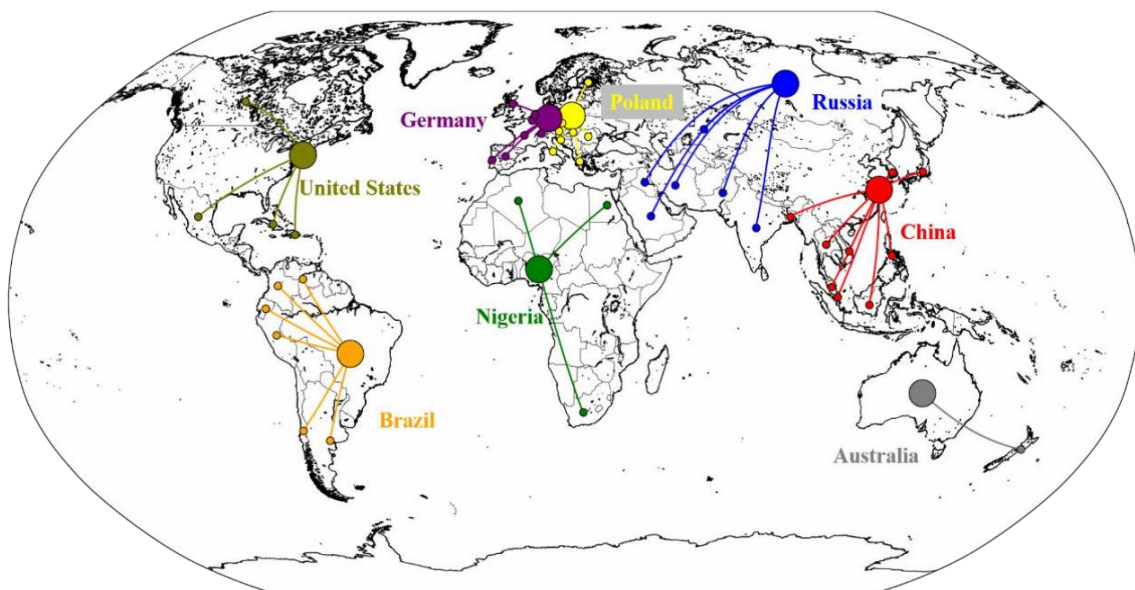 Poland
Russia
Germany
United States
China
Nigeria
Brazil
Australia